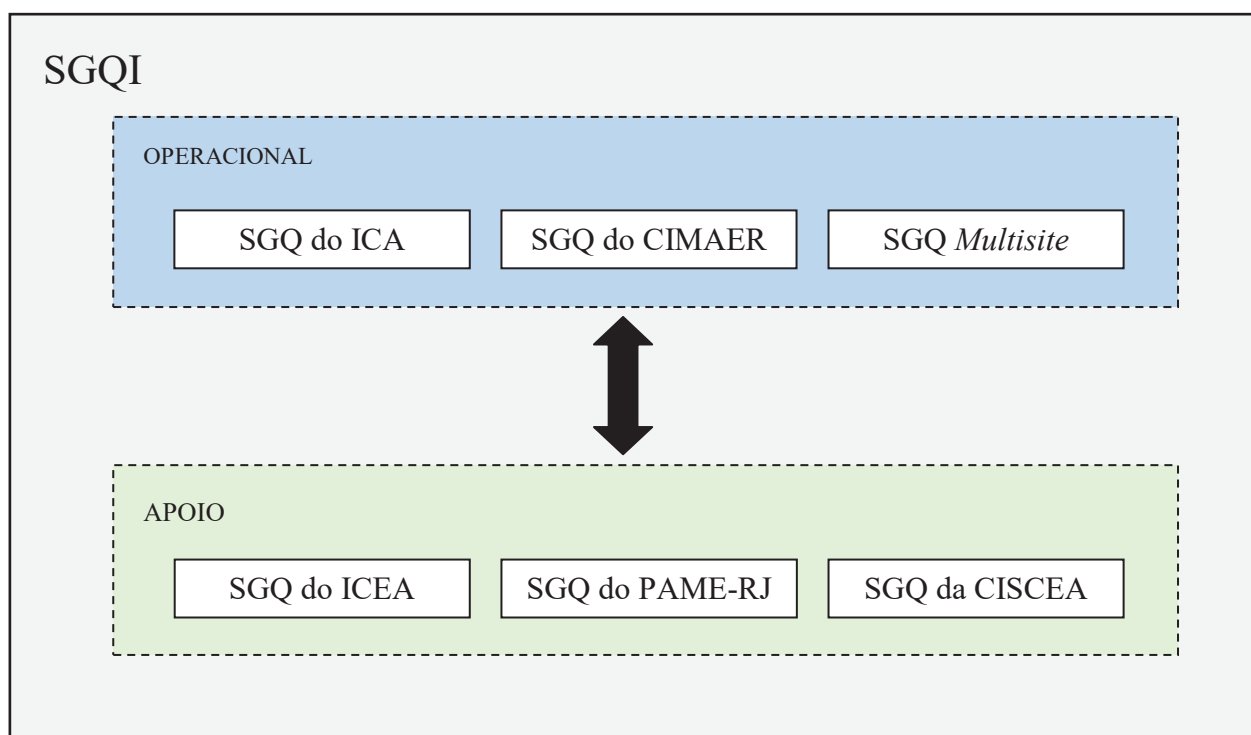 SGQI
OPERACIONAL
SGQ do ICA
SGQ do CIMAER
SGQ Multisite
APOIO
SGQ do ICEA
SGQ do PAME-RJ
SGQ da CISCEA